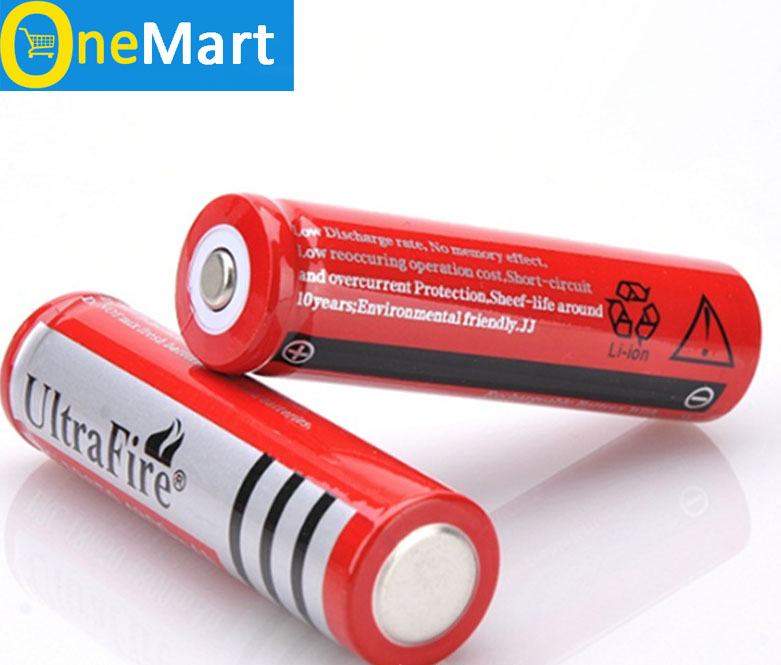 OneMart
Low Discharge rate, No memory effect,
Low reoccuring operation cost,Short-circuit
and overcurrent Protection,Sheef-life around
10years;Environmental friendly.JJ
Li-ion
UltraFire®